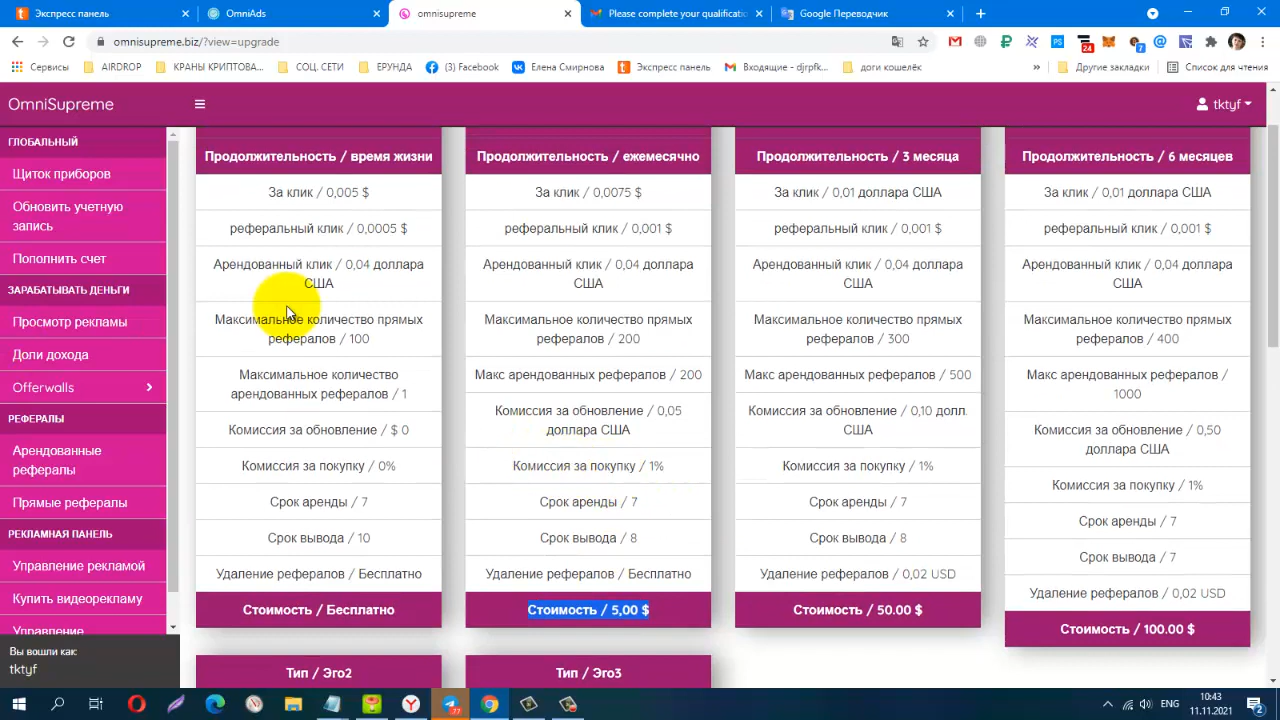 Экспресс панель
OmniAds
omnisupreme
Please complete your qualificatio
Google Переводчик
omnisupreme.biz/?view=upgrade
24
7
Сервисы
AIRDROP
КРАНЫ КРИПТОВА...
СОЦ. СЕТИ
ЕРУНДА
(3) Facebook
Елена Смирнова
Экспресс панель
Входящие - djrpfk...
доги кошелёк
»
Другие закладки
Список для чтения
OmniSupreme
tktyf
ГЛОБАЛЬНЫЙ
Щиток приборов
Обновить учетную
запись
Пополнить счет
ЗАРАБАТЫВАТЬ ДЕНЬГИ
Просмотр рекламы
Доли дохода
Offerwalls
РЕФЕРАЛЫ
Арендованные
рефералы
Прямые рефералы
РЕКЛАМНАЯ ПАНЕЛЬ
Управление рекламой
Купить видеорекламу
Управление
Вы вошли как:
tktyf
Продолжительность / время жизни
За клик / 0,005 $
реферальный клик / 0,0005 $
Арендованный клик / 0,04 доллара
США
Максимальное количество прямых
рефералов / 100
Максимальное количество
арендованных рефералов / 1
Комиссия за обновление / $ 0
Комиссия за покупку / 0%
Срок аренды / 7
Срок вывода / 10
Удаление рефералов / Бесплатно
Стоимость / Бесплатно
Продолжительность / ежемесячно
За клик / 0,0075 $
реферальный клик / 0,001 $
Арендованный клик / 0,04 доллара
США
Максимальное количество прямых
рефералов / 200
Макс арендованных рефералов / 200
Комиссия за обновление / 0,05
доллара США
Комиссия за покупку / 1%
Срок аренды / 7
Срок вывода / 8
Удаление рефералов / Бесплатно
Стоимость / 5,00 $
Продолжительность / 3 месяца
За клик / 0,01 доллара США
реферальный клик / 0,001 $
Арендованный клик / 0,04 доллара
США
Максимальное количество прямых
рефералов / 300
Макс арендованных рефералов / 500
Комиссия за обновление / 0,10 долл.
США
Комиссия за покупку / 1%
Срок аренды / 7
Срок вывода / 8
Удаление рефералов / 0,02 USD
Стоимость / 50.00 $
Продолжительность / 6 месяцев
За клик / 0,01 доллара США
реферальный клик / 0,001 $
Арендованный клик / 0,04 доллара
США
Максимальное количество прямых
рефералов / 400
Макс арендованных рефералов /
1000
Комиссия за обновление / 0,50
доллара США
Комиссия за покупку / 1%
Срок аренды / 7
Срок вывода / 7
Удаление рефералов / 0,02 USD
Стоимость / 100.00 $
Тип / Эго2
Тип / Эго3
ENG
10:43
11.11.2021
2